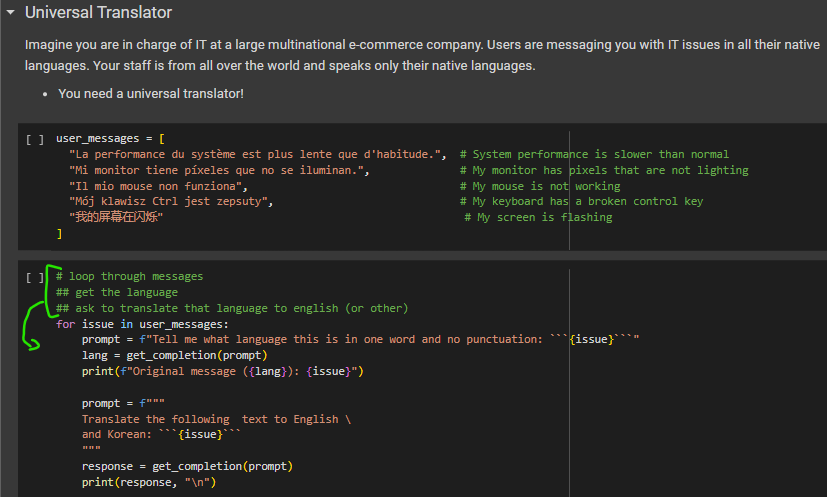 Universal Translator
Imagine you are in charge of IT at a large multinational e-commerce company. Users are messaging you with IT issues in all their native
languages. Your staff is from all over the world and speaks only their native languages.
• You need a universal translator!
[ ] user_messages = [
"La performance du système est plus lente que d'habitude.", # System performance is slower than normal
"Mi monitor tiene píxeles que no se iluminan.", # My monitor has pixels that are not lighting
"Il mio mouse non funziona", # My mouse is not working
"Mój klawisz Ctrl jest zepsuty", # My keyboard has a broken control key
"我的屏幕在闪烁" # My screen is flashing
]
[ ] # loop through messages
## get the language
## ask to translate that language to english (or other)
for issue in user_messages:
prompt = f"Tell me what language this is in one word and no punctuation: ```{issue}```"
lang = get_completion(prompt)
print(f"Original message ({lang}): {issue}")
prompt = f"""
Translate the following  text to English \
and Korean: ```{issue}```
"""
response = get_completion(prompt)
print(response, "\n")